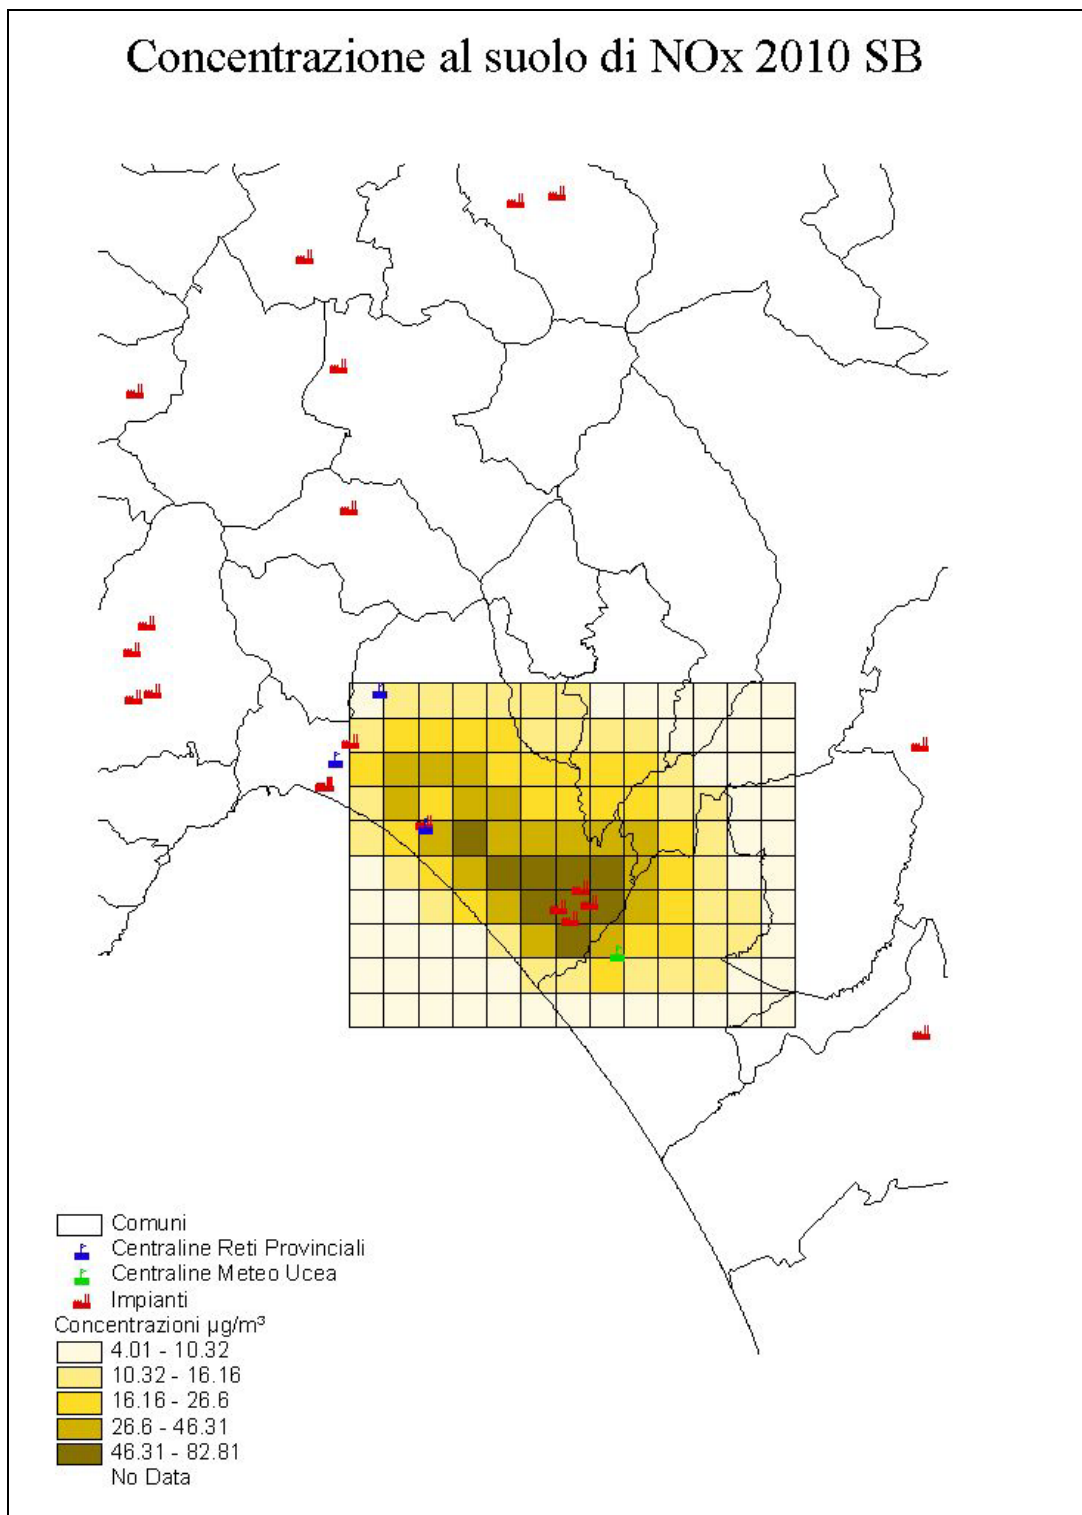 Concentrazione al suolo di NOx 2010 SB
Comuni
Centraline Reti Provinciali
Centraline Meteo Ucea
Impianti
Concentrazioni µg/m³
4.01 - 10.32
10.32 - 16.16
16.16 - 26.6
26.6 - 46.31
46.31 - 82.81
No Data